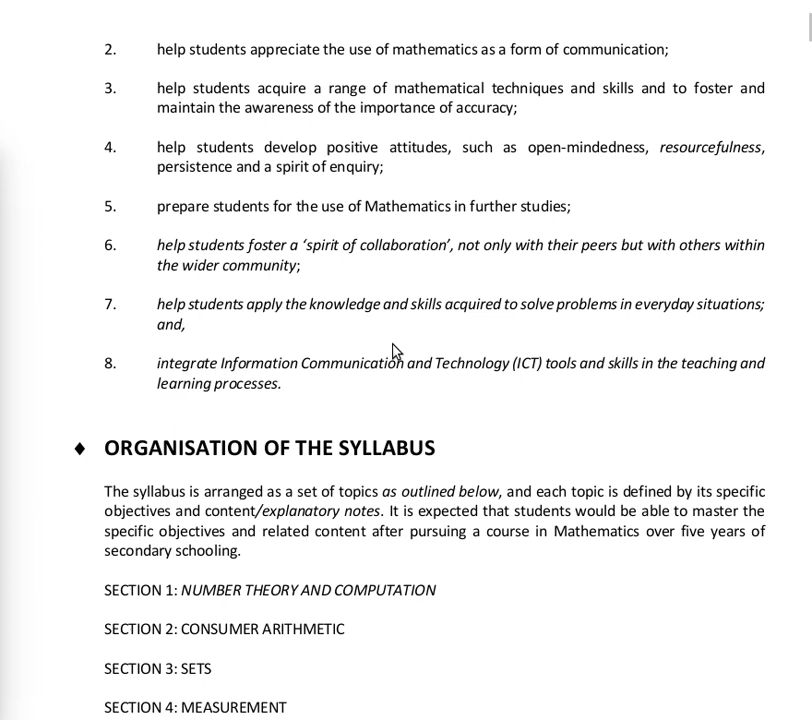 2. help students appreciate the use of mathematics as a form of communication;
3. help students acquire a range of mathematical techniques and skills and to foster and
maintain the awareness of the importance of accuracy;
4. help students develop positive attitudes, such as open-mindedness, resourcefulness,
persistence and a spirit of enquiry;
5. prepare students for the use of Mathematics in further studies;
6. help students foster a ‘spirit of collaboration’, not only with their peers but with others within
the wider community;
7. help students apply the knowledge and skills acquired to solve problems in everyday situations;
and,
8. integrate Information Communication and Technology (ICT) tools and skills in the teaching and
learning processes.
♦ ORGANISATION OF THE SYLLABUS
The syllabus is arranged as a set of topics as outlined below, and each topic is defined by its specific
objectives and content/explanatory notes. It is expected that students would be able to master the
specific objectives and related content after pursuing a course in Mathematics over five years of
secondary schooling.
SECTION 1: NUMBER THEORY AND COMPUTATION
SECTION 2: CONSUMER ARITHMETIC
SECTION 3: SETS
SECTION 4: MEASUREMENT